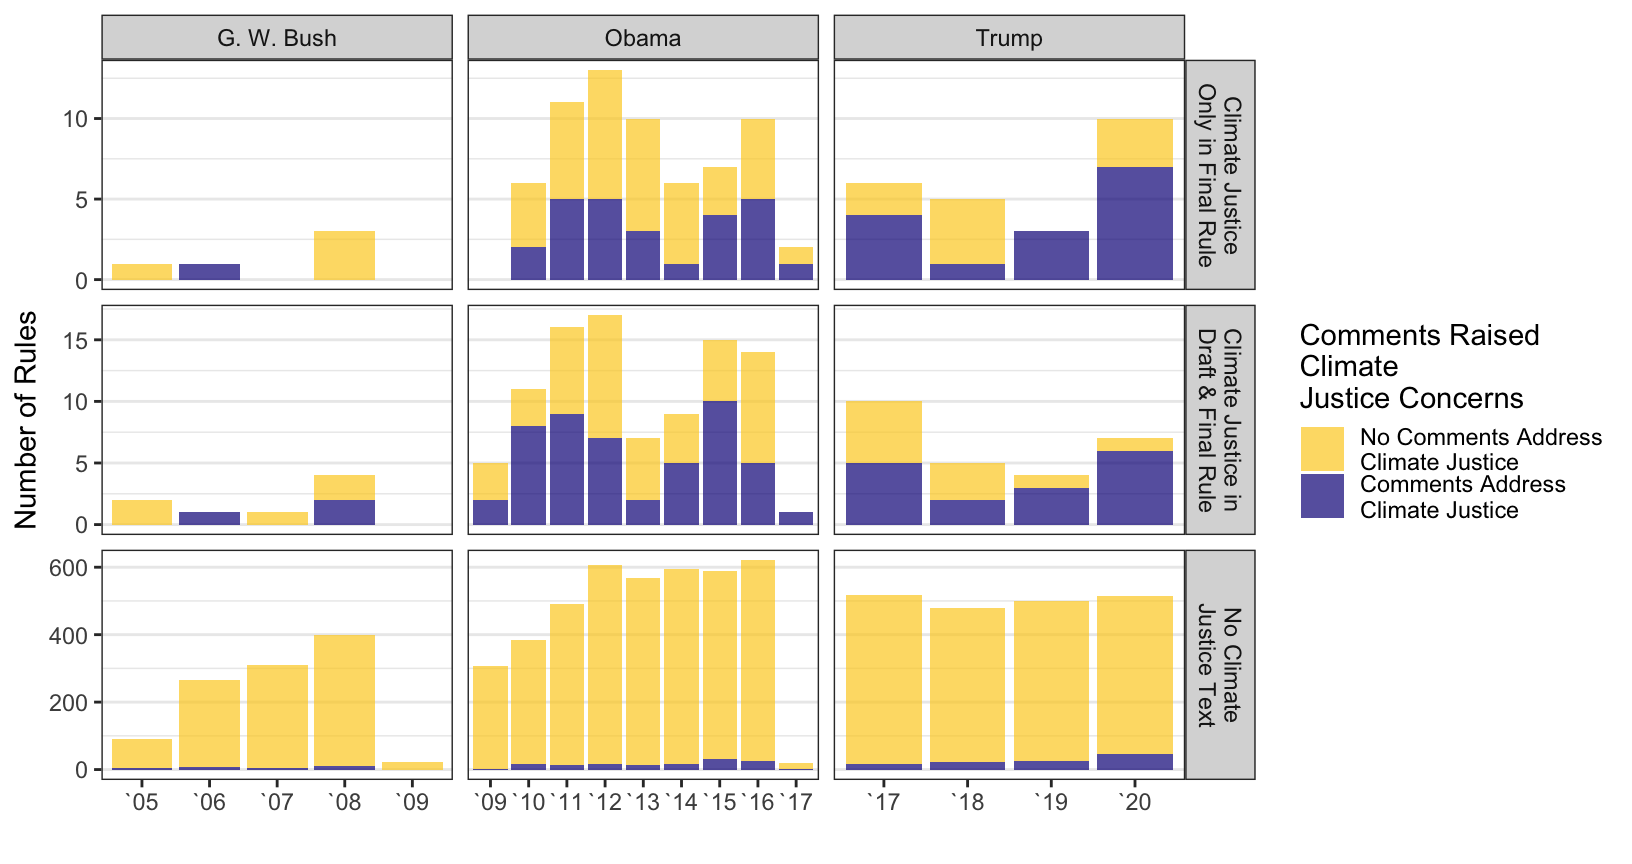 G. W. Bush
Obama
Trump
10
5
0
Climate Justice
Only in Final Rule
15
10
5
0
Climate Justice in
Draft & Final Rule
600
400
200
0
No Climate
Justice Text
Number of Rules
`05
`06
`07
`08
`09
`09
`10
`11
`12
`13
`14
`15
`16
`17
`17
`18
`19
`20
Comments Raised
Climate
Justice Concerns
No Comments Address
Climate Justice
Comments Address
Climate Justice